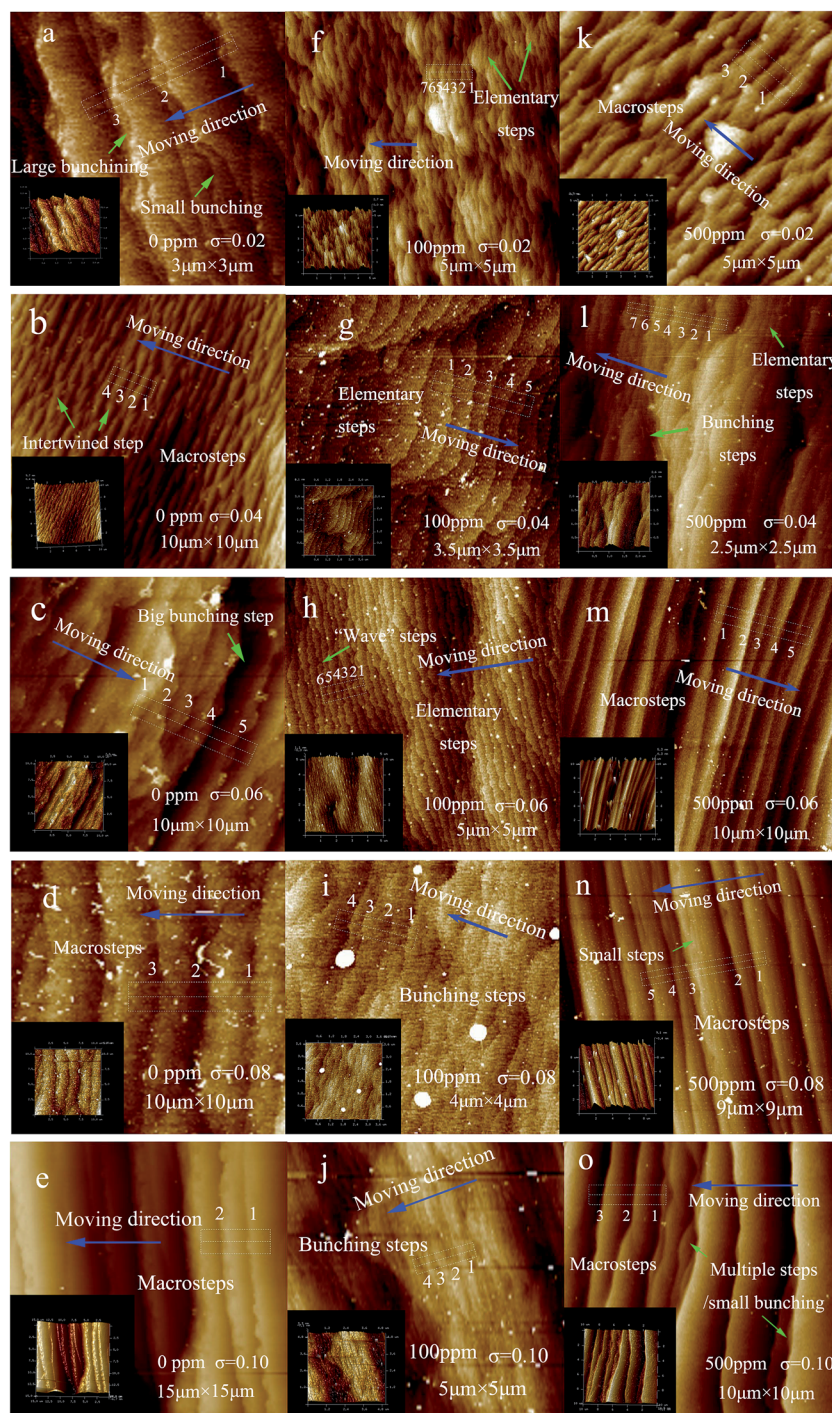 a
1
2
3
Moving direction
Large bunchining
Small bunching
0 ppm σ=0.02
3μm×3μm
f
7654321
Elementary
steps
Moving direction
100ppm σ=0.02
5μm×5μm
k
3
2
1
Macrosteps
Moving
direction
500ppm σ=0.02
5μm×5μm
b
Moving direction
4 3 2 1
Intertwined step
Macrosteps
0 ppm σ=0.04
10μm×10μm
g
1 2 3 4 5
Elementary
steps
Moving direction
100ppm σ=0.04
3.5μm×3.5μm
l
7 6 5 4 3 2 1
Elementary
steps
Moving direction
Bunching
steps
500ppm σ=0.04
2.5μm×2.5μm
c
Big bunching step
Moving direction
1 2 3 4 5
0 ppm σ=0.06
10μm×10μm
h
“Wave” steps
654321
Moving direction
Elementary
steps
100ppm σ=0.06
5μm×5μm
m
1 2 3 4 5
Macrosteps
Moving direction
500ppm σ=0.06
10μm×10μm
d
Moving direction
Macrosteps
3 2 1
0 ppm σ=0.08
10μm×10μm
i
4 3 2 1
Moving direction
Bunching steps
100ppm σ=0.08
4μm×4μm
n
Moving direction
Small steps
5 4 3 2 1
Macrosteps
500ppm σ=0.08
9μm×9μm
e
2 1
Moving direction
Macrosteps
0 ppm σ=0.10
15μm×15μm
j
Moving direction
Bunching steps
4 3 2 1
100ppm σ=0.10
5μm×5μm
o
Moving direction
3 2 1
Macrosteps
Multiple steps
/small bunching
500ppm σ=0.10
10μm×10μm